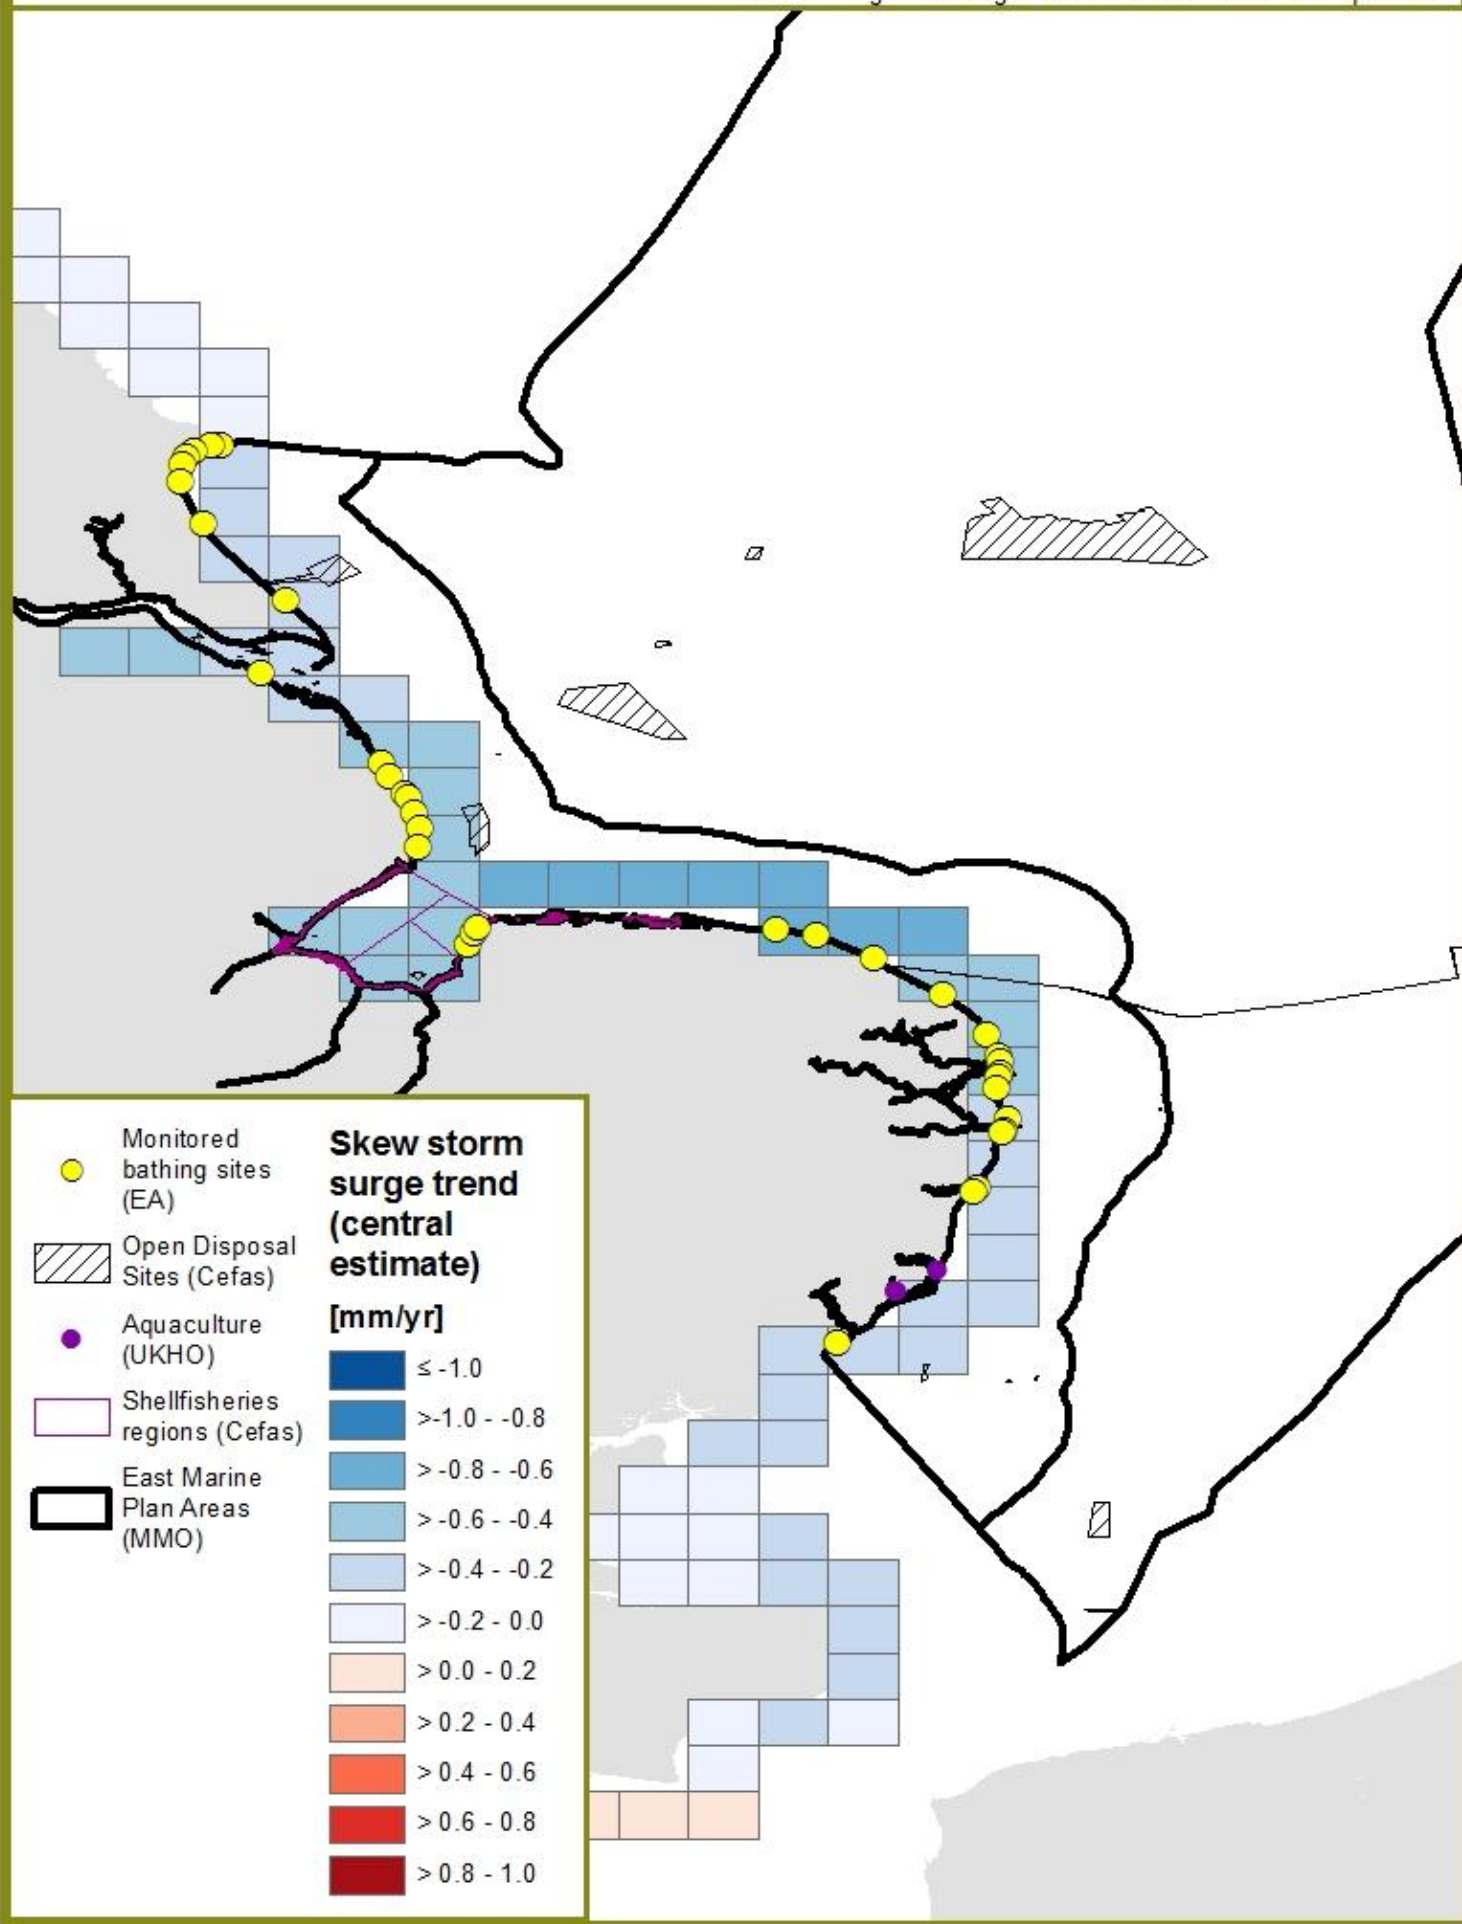 Monitored
bathing sites
(EA)
Open Disposal
Sites (Cefas)
Aquaculture
(UKHO)
Shellfisheries
regions (Cefas)
East Marine
Plan Areas
(MMO)
Skew storm
surge trend
(central
estimate)
[mm/yr]
≤ -1.0
>-1.0 - -0.8
> -0.8 - -0.6
> -0.6 - -0.4
> -0.4 - -0.2
> -0.2 - 0.0
> 0.0 - 0.2
> 0.2 - 0.4
> 0.4 - 0.6
> 0.6 - 0.8
> 0.8 - 1.0